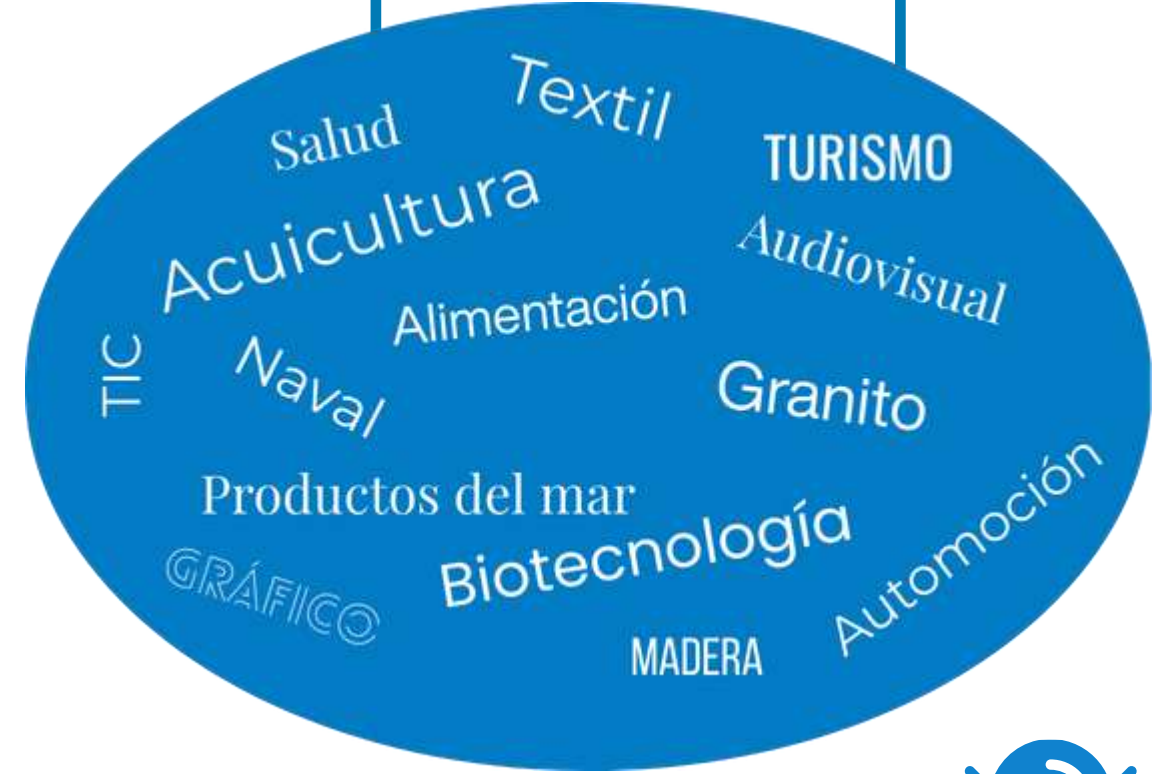 Textil
Salud
TURISMO
Acuicultura
Audiovisual
Alimentación
TIC
Naval
Granito
Productos del mar
Biotecnología
Automoción
GRÁFICO
MADERA